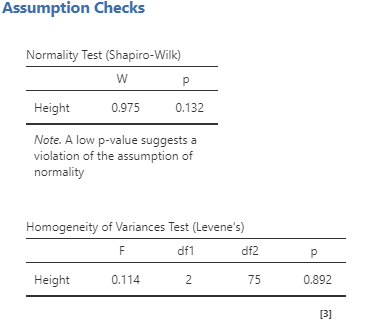 Assumption Checks
Normality Test (Shapiro-Wilk)
W p
Height 0.975 0.132
Note. A low p-value suggests a
violation of the assumption of
normality
Homogeneity of Variances Test (Levene's)
F df1 df2 p
Height 0.114 2 75 0.892
[3]